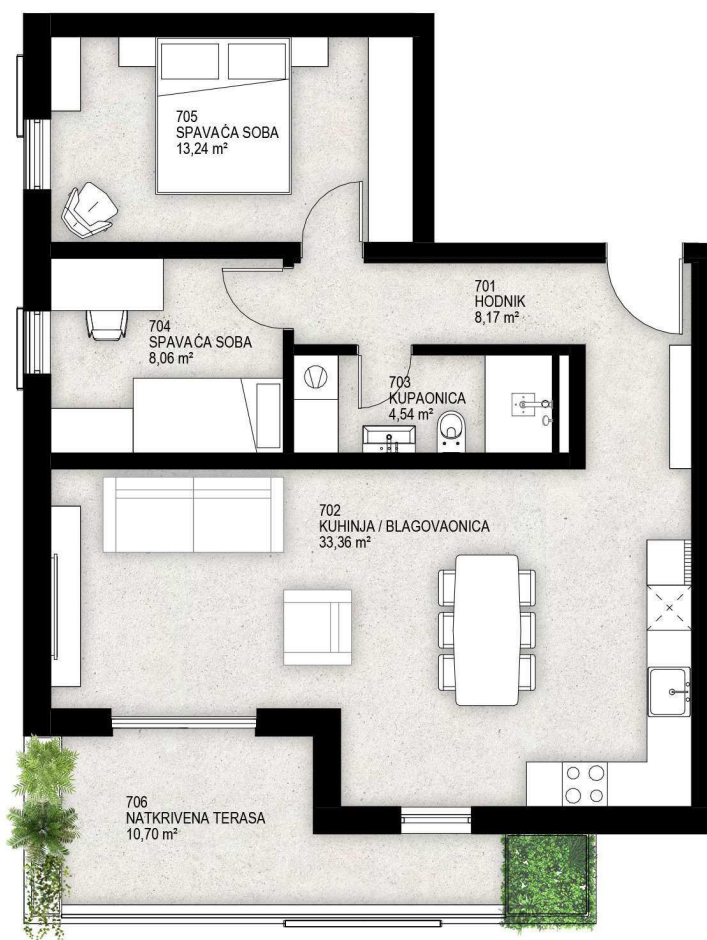 705
SPAVAĆA SOBA
13,24 m²
701
HODNIK
8,17 m²
704
SPAVAĆA SOBA
8,06 m²
703
KUPAONICA
4,54 m²
702
KUHINJA / BLAGOVAONICA
33,36 m²
706
NATKRIVENA TERASA
10,70 m²